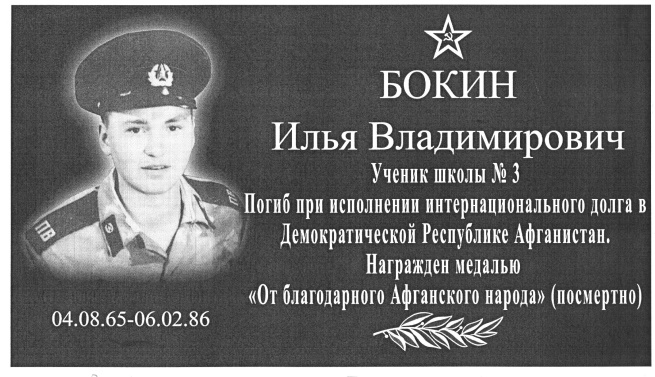 БОКИН
Илья Владимирович
Ученик школы № 3
Погиб при исполнении интернационального долга в
Демократической Республике Афганистан.
Награжден медалью
«От благодарного Афганского народа» (посмертно)
ПВ
04.08.65-06.02.86